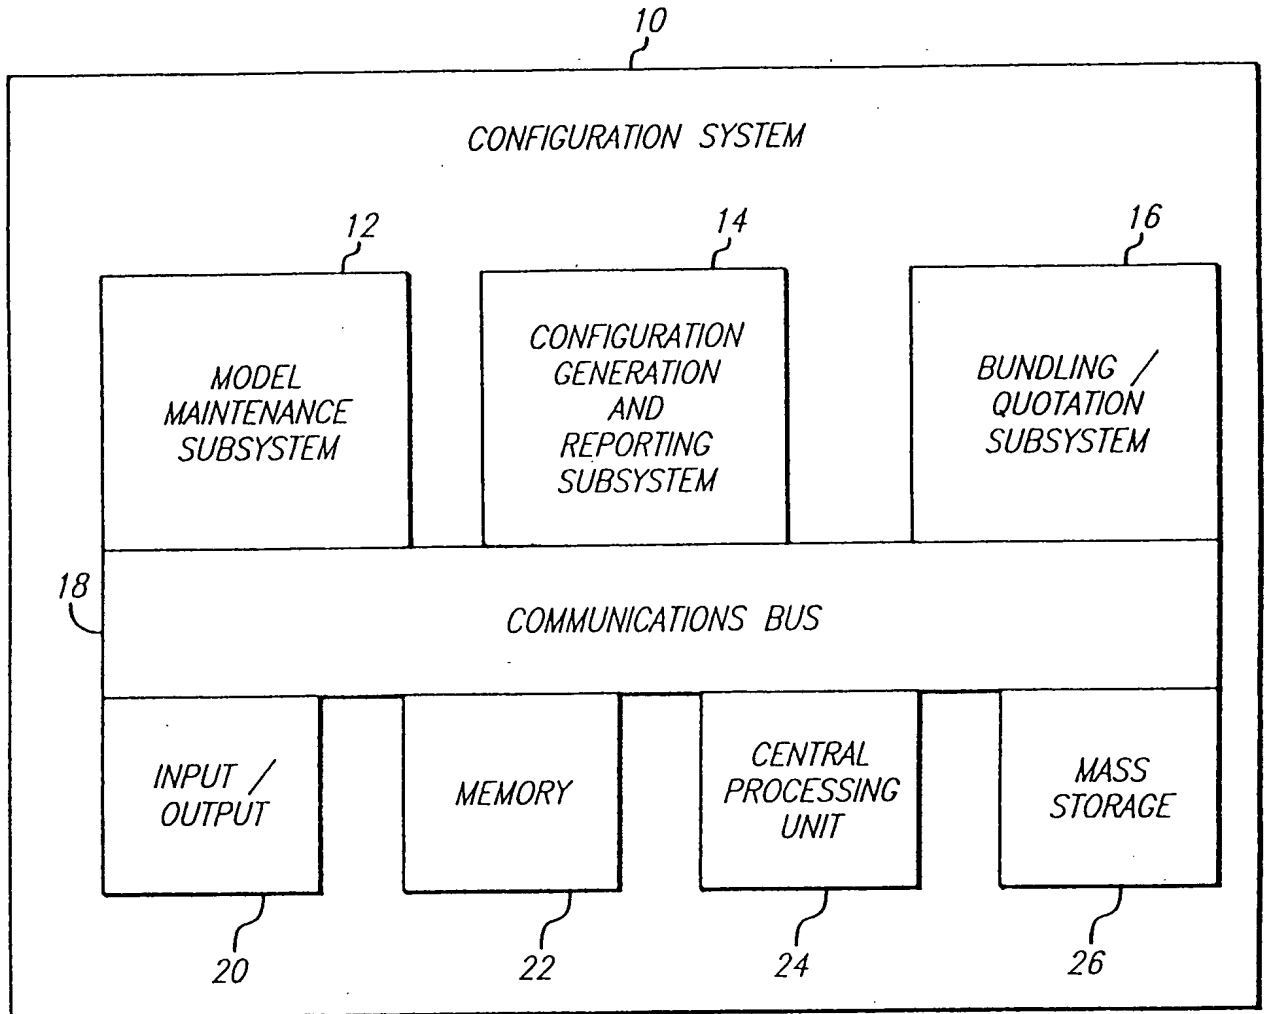 10
CONFIGURATION SYSTEM
12
14
16
MODEL
MAINTENANCE
SUBSYSTEM
CONFIGURATION
GENERATION
AND
REPORTING
SUBSYSTEM
BUNDLING /
QUOTATION
SUBSYSTEM
18
COMMUNICATIONS BUS
INPUT /
OUTPUT
MEMORY
CENTRAL
PROCESSING
UNIT
MASS
STORAGE
20
22
24
26